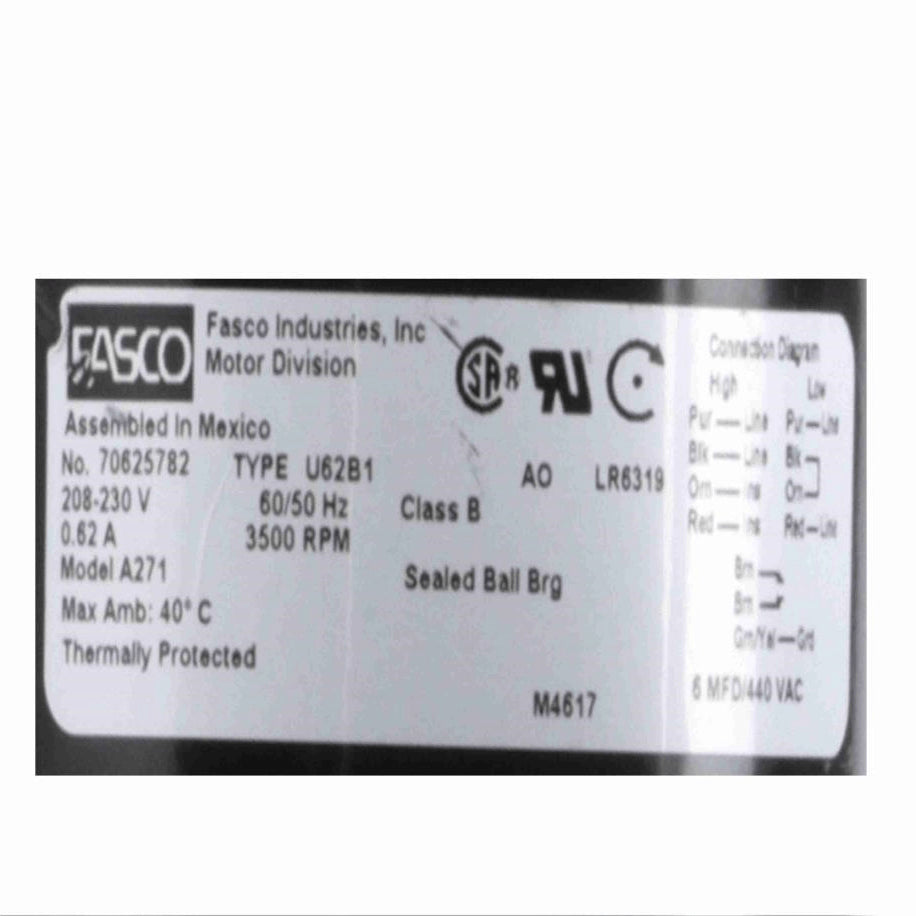 FASCO
Fasco Industries, Inc
Motor Division
Assembled In Mexico
No. 70625782 TYPE U62B1
208-230 V 60/50 Hz
0.62 A 3500 RPM
Model A271
Max Amb: 40° C
Thermally Protected
AO LR6319
Class B
Sealed Ball Brg
M4617
Connection Diagram
High Low
Pur — Line Pur — Line
Blk — Line Blk
Orn — Ins Orn
Red — Ins Red — Line
Brn
Brn
Grn/Yel — Grd
6 MFD/440 VAC